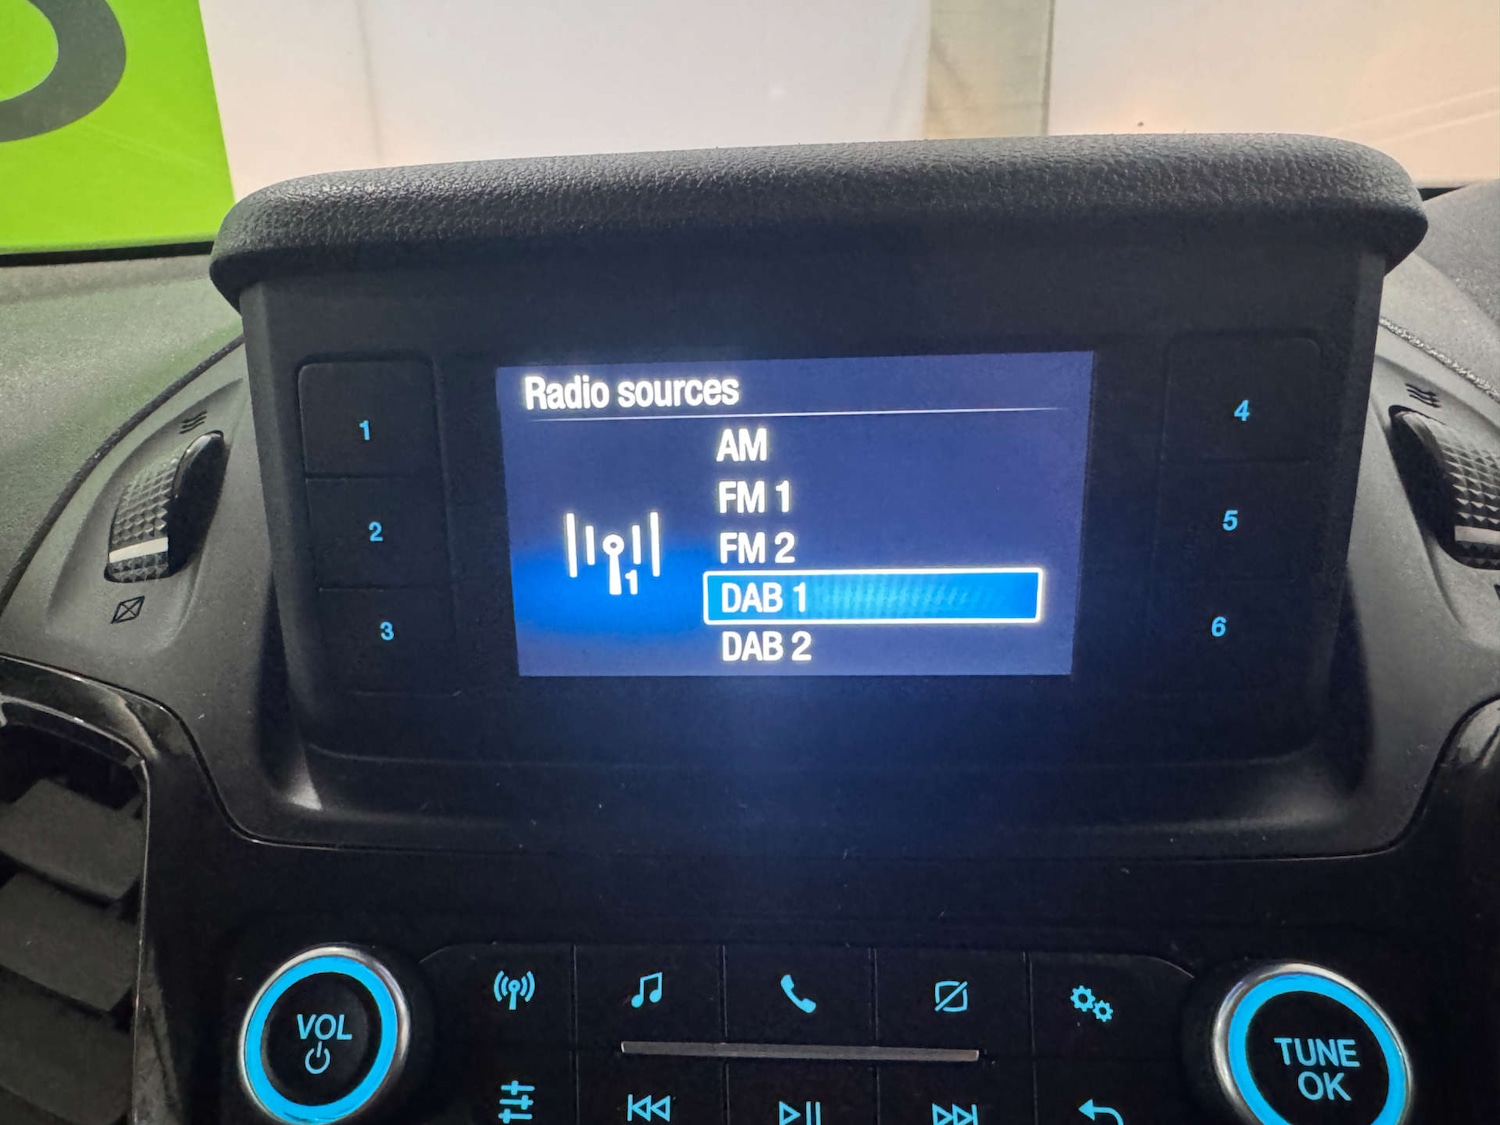 Radio sources
AM
FM 1
FM 2
DAB 1
DAB 2
1
1
2
3
4
5
6
VOL
TUNE
OK